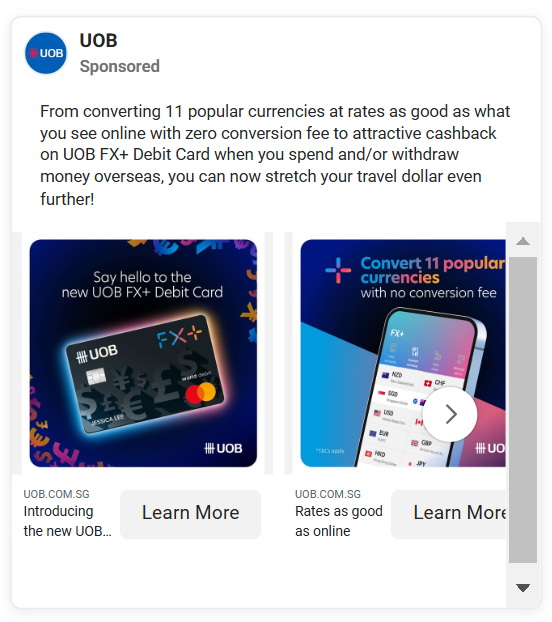 UOB
UOB
Sponsored
From converting 11 popular currencies at rates as good as what
you see online with zero conversion fee to attractive cashback
on UOB FX+ Debit Card when you spend and/or withdraw
money overseas, you can now stretch your travel dollar even
further!
Say hello to the
new UOB FX+ Debit Card
UOB
FX+
world debit
JESSICA LEE
UOB
Convert 11 popular
currencies
with no conversion fee
FX+
NZD
CHF
SGD
USD
EUR
GBP
HKD
JPY
*T&Cs apply.
UO
UOB.COM.SG
Introducing
the new UOB...
Learn More
UOB.COM.SG
Rates as good
as online
Learn More